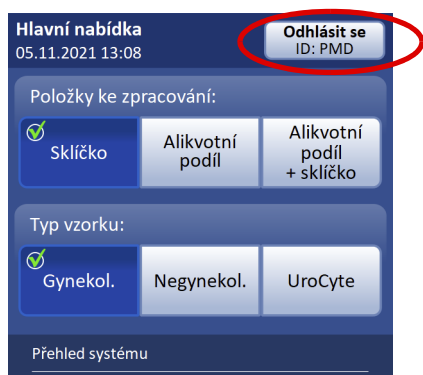 Hlavní nabídka
05.11.2021 13:08
Odhlásit se
ID: PMD
Položky ke zpracování:
Sklíčko
Alikvotní
podíl
Alikvotní
podíl
+ sklíčko
Typ vzorku:
Gynekol.
Negynekol.
UroCyte
Přehled systému